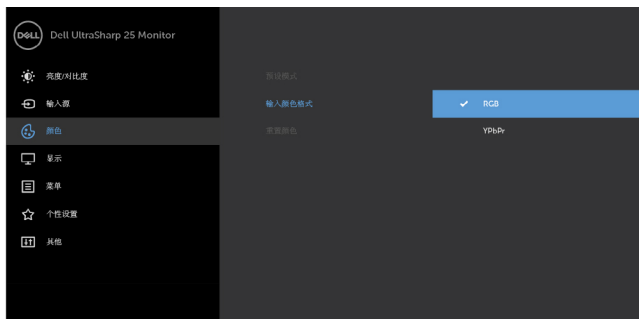 DELL Dell UltraSharp 25 Monitor
亮度/对比度
预设模式
输入源
输入颜色格式
RGB
颜色
重置颜色
YPbPr
显示
菜单
个性设置
其他